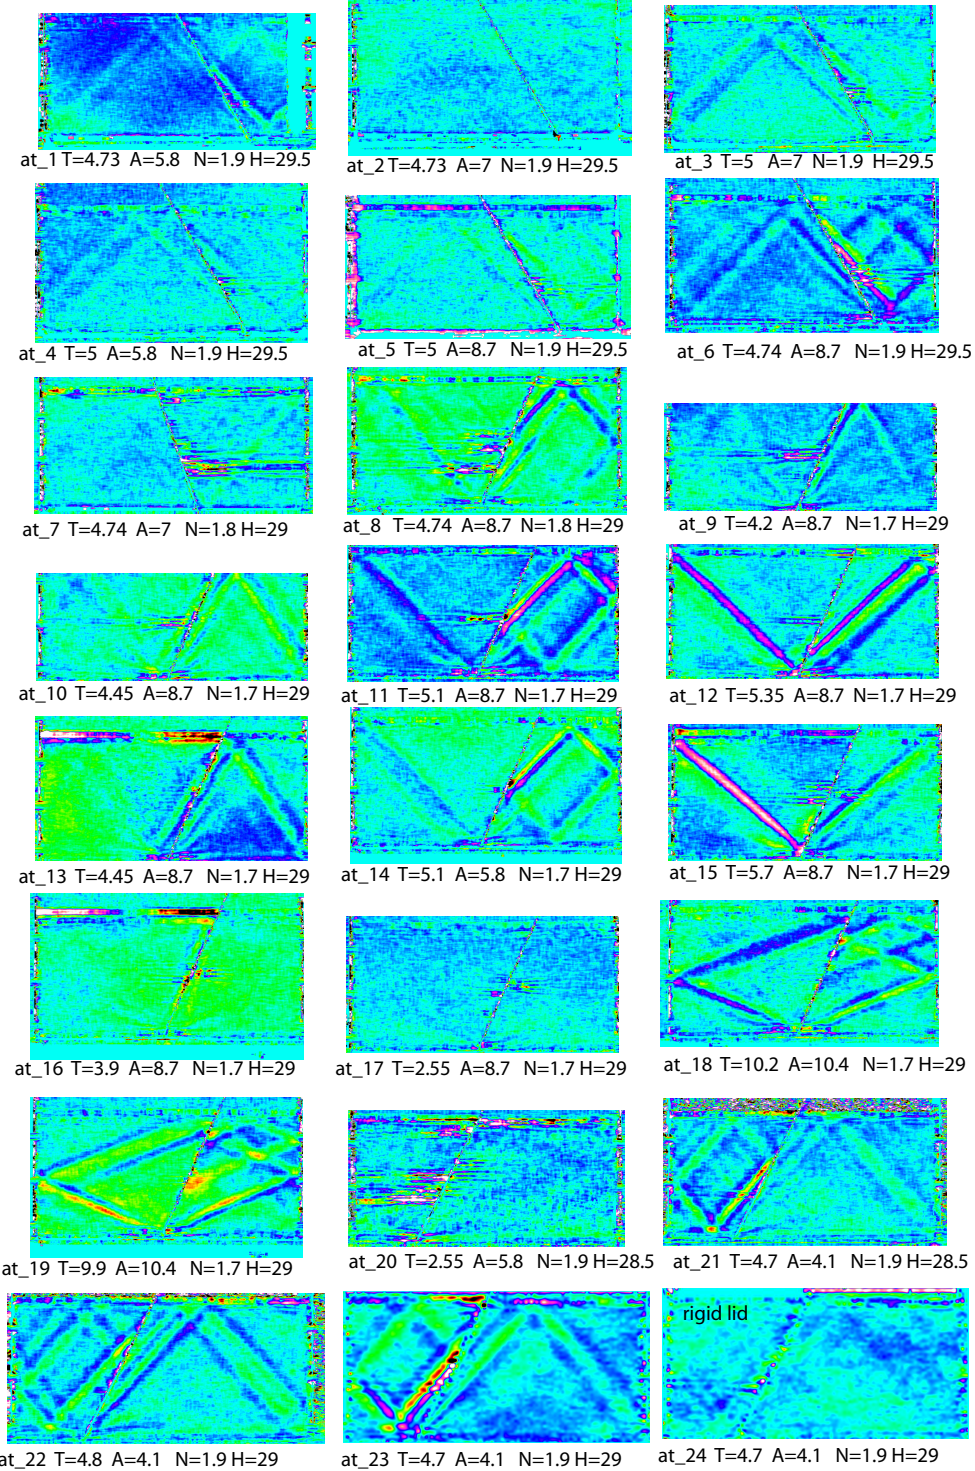 at_1 T=4.73 A=5.8 N=1.9 H=29.5
at_2 T=4.73 A=7 N=1.9 H=29.5
at_3 T=5 A=7 N=1.9 H=29.5
at_4 T=5 A=5.8 N=1.9 H=29.5
at_5 T=5 A=8.7 N=1.9 H=29.5
at_6 T=4.74 A=8.7 N=1.9 H=29.5
at_7 T=4.74 A=7 N=1.8 H=29
at_8 T=4.74 A=8.7 N=1.8 H=29
at_9 T=4.2 A=8.7 N=1.7 H=29
at_10 T=4.45 A=8.7 N=1.7 H=29
at_11 T=5.1 A=8.7 N=1.7 H=29
at_12 T=5.35 A=8.7 N=1.7 H=29
at_13 T=4.45 A=8.7 N=1.7 H=29
at_14 T=5.1 A=5.8 N=1.7 H=29
at_15 T=5.7 A=8.7 N=1.7 H=29
at_16 T=3.9 A=8.7 N=1.7 H=29
at_17 T=2.55 A=8.7 N=1.7 H=29
at_18 T=10.2 A=10.4 N=1.7 H=29
at_19 T=9.9 A=10.4 N=1.7 H=29
at_20 T=2.55 A=5.8 N=1.9 H=28.5
at_21 T=4.7 A=4.1 N=1.9 H=28.5
rigid lid
at_22 T=4.8 A=4.1 N=1.9 H=29
at_23 T=4.7 A=4.1 N=1.9 H=29
at_24 T=4.7 A=4.1 N=1.9 H=29